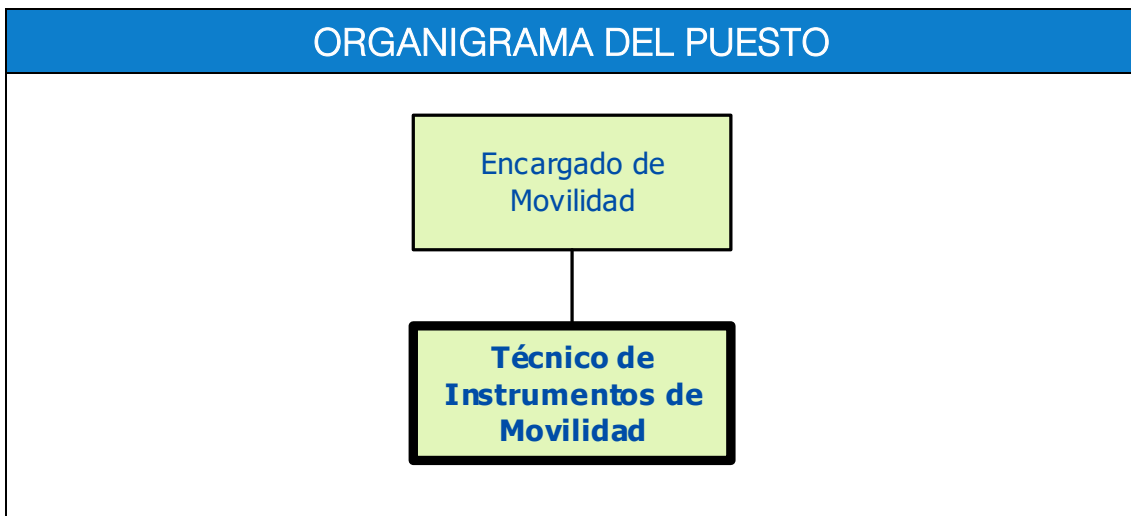 ORGANIGRAMA DEL PUESTO
Encargado de
Movilidad
Técnico de
Instrumentos de
Movilidad